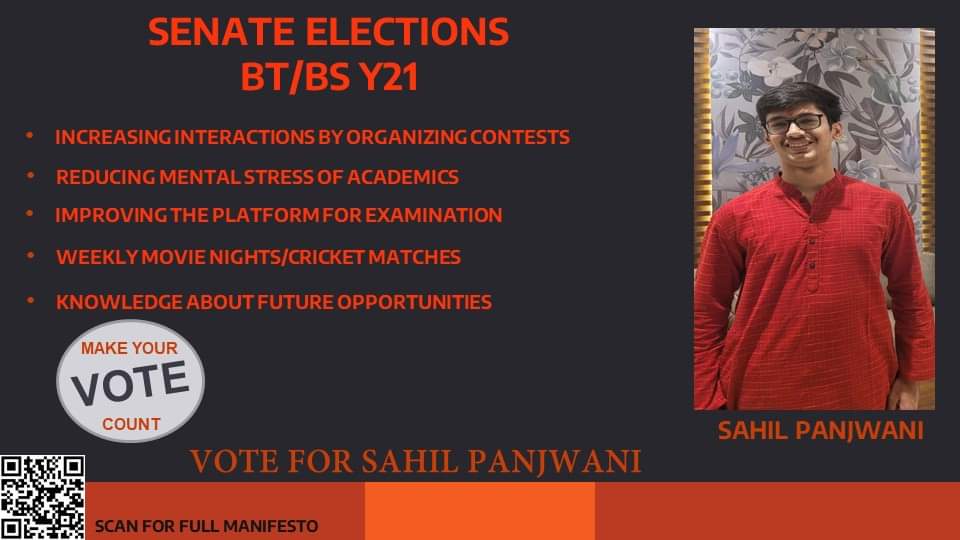 SENATE ELECTIONS
BT/BS Y21
• INCREASING INTERACTIONS BY ORGANIZING CONTESTS
• REDUCING MENTAL STRESS OF ACADEMICS
• IMPROVING THE PLATFORM FOR EXAMINATION
• WEEKLY MOVIE NIGHTS/CRICKET MATCHES
• KNOWLEDGE ABOUT FUTURE OPPORTUNITIES
MAKE YOUR
VOTE
COUNT
SAHIL PANJWANI
VOTE FOR SAHIL PANJWANI
SCAN FOR FULL MANIFESTO